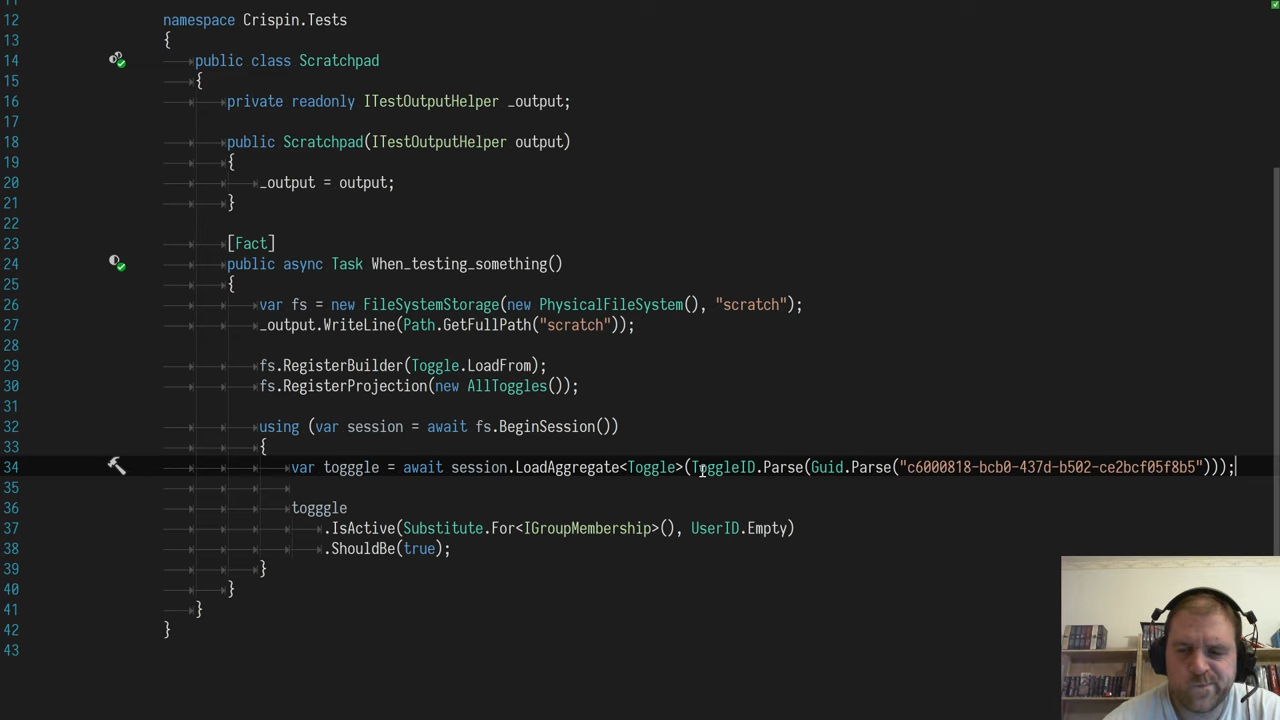 12 namespace Crispin.Tests
13 {
14 public class Scratchpad
15 {
16 private readonly ITestOutputHelper _output;
17
18 public Scratchpad(ITestOutputHelper output)
19 {
20 _output = output;
21 }
22
23 [Fact]
24 public async Task When_testing_something()
25 {
26 var fs = new FileSystemStorage(new PhysicalFileSystem(), "scratch");
27 _output.WriteLine(Path.GetFullPath("scratch"));
28
29 fs.RegisterBuilder(Toggle.LoadFrom);
30 fs.RegisterProjection(new AllToggles());
31
32 using (var session = await fs.BeginSession())
33 {
34 var togggle = await session.LoadAggregate<Toggle>(ToggleID.Parse(Guid.Parse("c6000818-bcb0-437d-b502-ce2bcf05f8b5")));
35
36 togggle
37 .IsActive(Substitute.For<IGroupMembership>(), UserID.Empty)
38 .ShouldBe(true);
39 }
40 }
41 }
42 }
43